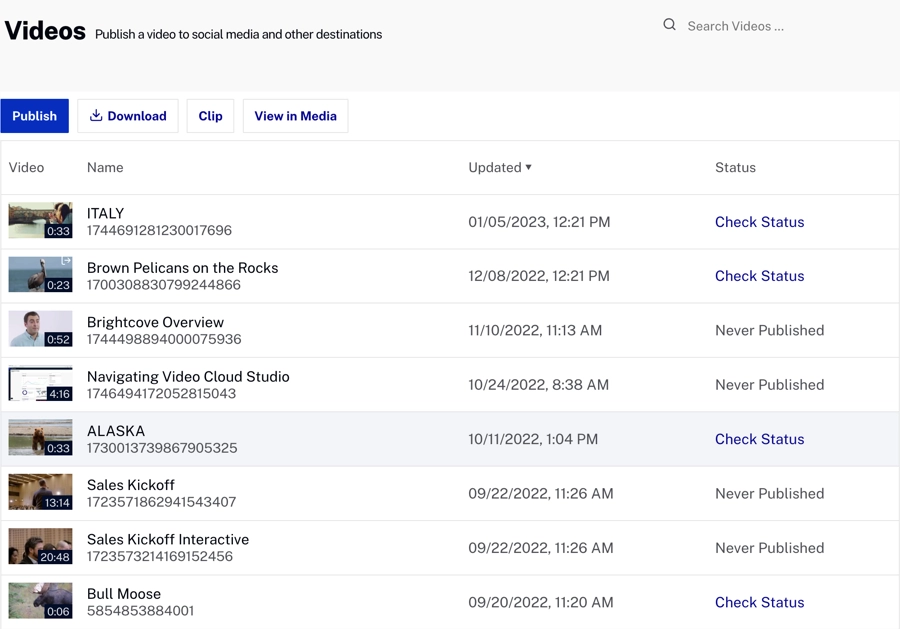 Videos Publish a video to social media and other destinations
Search Videos ...
Publish Download Clip View in Media
Video Name Updated ▼ Status
0:33
ITALY
1744691281230017696
01/05/2023, 12:21 PM
Check Status
0:23
Brown Pelicans on the Rocks
1700308830799244866
12/08/2022, 12:21 PM
Check Status
0:52
Brightcove Overview
1744498894000075936
11/10/2022, 11:13 AM
Never Published
4:16
Navigating Video Cloud Studio
1746494172052815043
10/24/2022, 8:38 AM
Never Published
0:33
ALASKA
1730013739867905325
10/11/2022, 1:04 PM
Check Status
13:14
Sales Kickoff
1723571862941543407
09/22/2022, 11:26 AM
Never Published
20:48
Sales Kickoff Interactive
1723573214169152456
09/22/2022, 11:26 AM
Never Published
0:06
Bull Moose
5854853884001
09/20/2022, 11:20 AM
Check Status